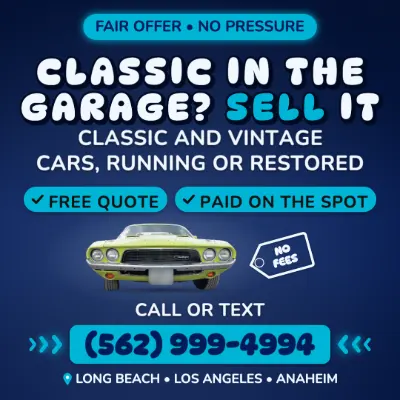 FAIR OFFER • NO PRESSURE
CLASSIC IN THE
GARAGE? SELL IT
CLASSIC AND VINTAGE
CARS, RUNNING OR RESTORED
✓ FREE QUOTE ✓ PAID ON THE SPOT
NO
FEES
CALL OR TEXT
(562) 999-4994
LONG BEACH • LOS ANGELES • ANAHEIM